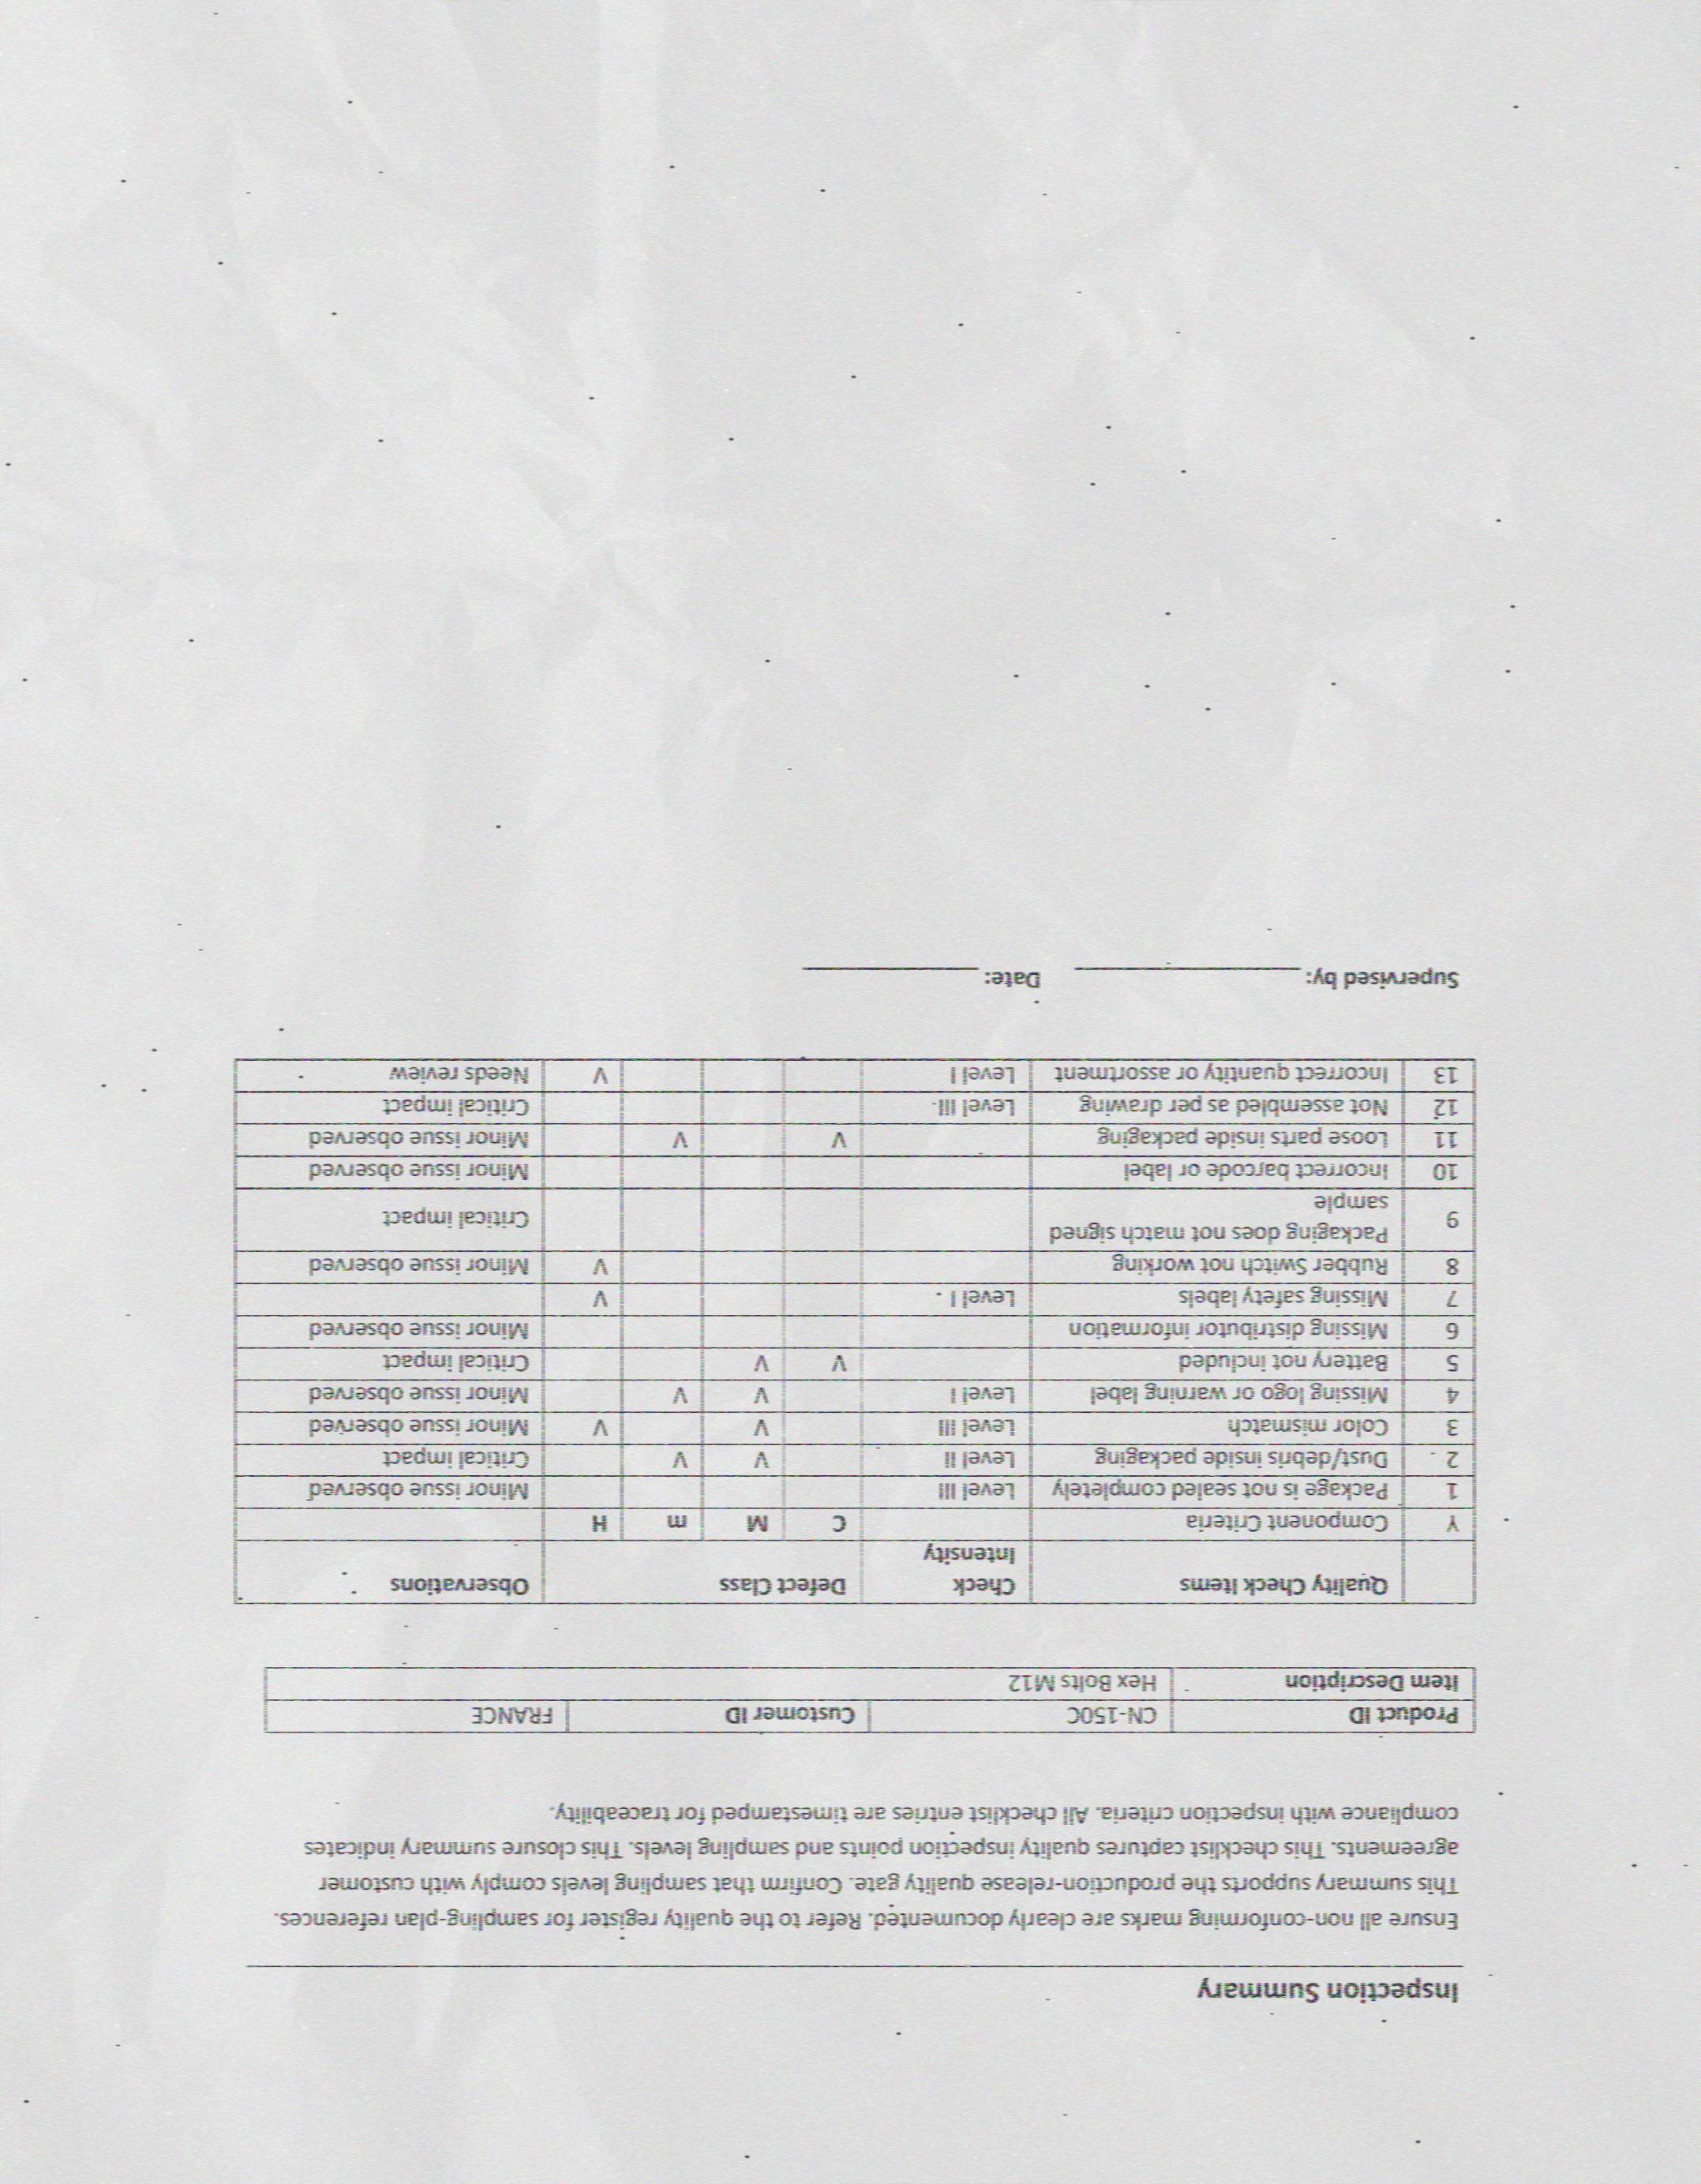 Inspection Summary
Ensure all non-conforming marks are clearly documented. Refer to the quality register for sampling-plan references.
This summary supports the production-release quality gate. Confirm that sampling levels comply with customer
agreements. This checklist captures quality inspection points and sampling levels. This closure summary indicates
compliance with inspection criteria. All checklist entries are timestamped for traceability.
Product ID CN-150C Customer ID FRANCE
Item Description Hex Bolts M12
Quality Check Items Check Defect Class Observations
Intensity
Y Component Criteria C M m H
1 Package is not sealed completely Level III Minor issue observed
2 Dust/debris inside packaging Level II V V Critical impact
3 Color mismatch Level III V V Minor issue observed
4 Missing logo or warning label Level I V V Minor issue observed
5 Battery not included V V Critical impact
6 Missing distributor information Minor issue observed
7 Missing safety labels Level I V
8 Rubber Switch not working V Minor issue observed
9 Packaging does not match signed Critical impact
sample
10 Incorrect barcode or label Minor issue observed
11 Loose parts inside packaging V V Minor issue observed
12 Not assembled as per drawing Level III Critical impact
13 Incorrect quantity or assortment Level I V Needs review
Supervised by: Date: